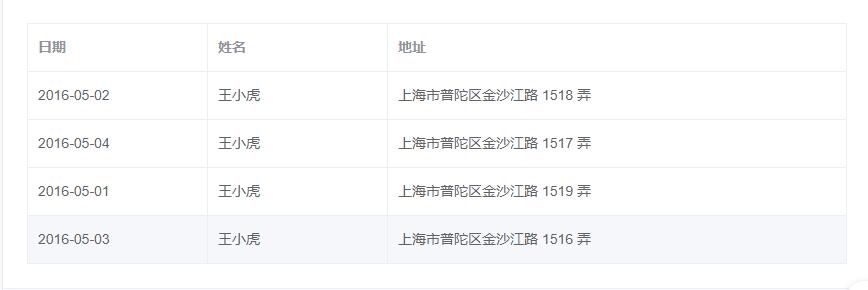 日期 姓名 地址
2016-05-02 王小虎 上海市普陀区金沙江路 1518 弄
2016-05-04 王小虎 上海市普陀区金沙江路 1517 弄
2016-05-01 王小虎 上海市普陀区金沙江路 1519 弄
2016-05-03 王小虎 上海市普陀区金沙江路 1516 弄